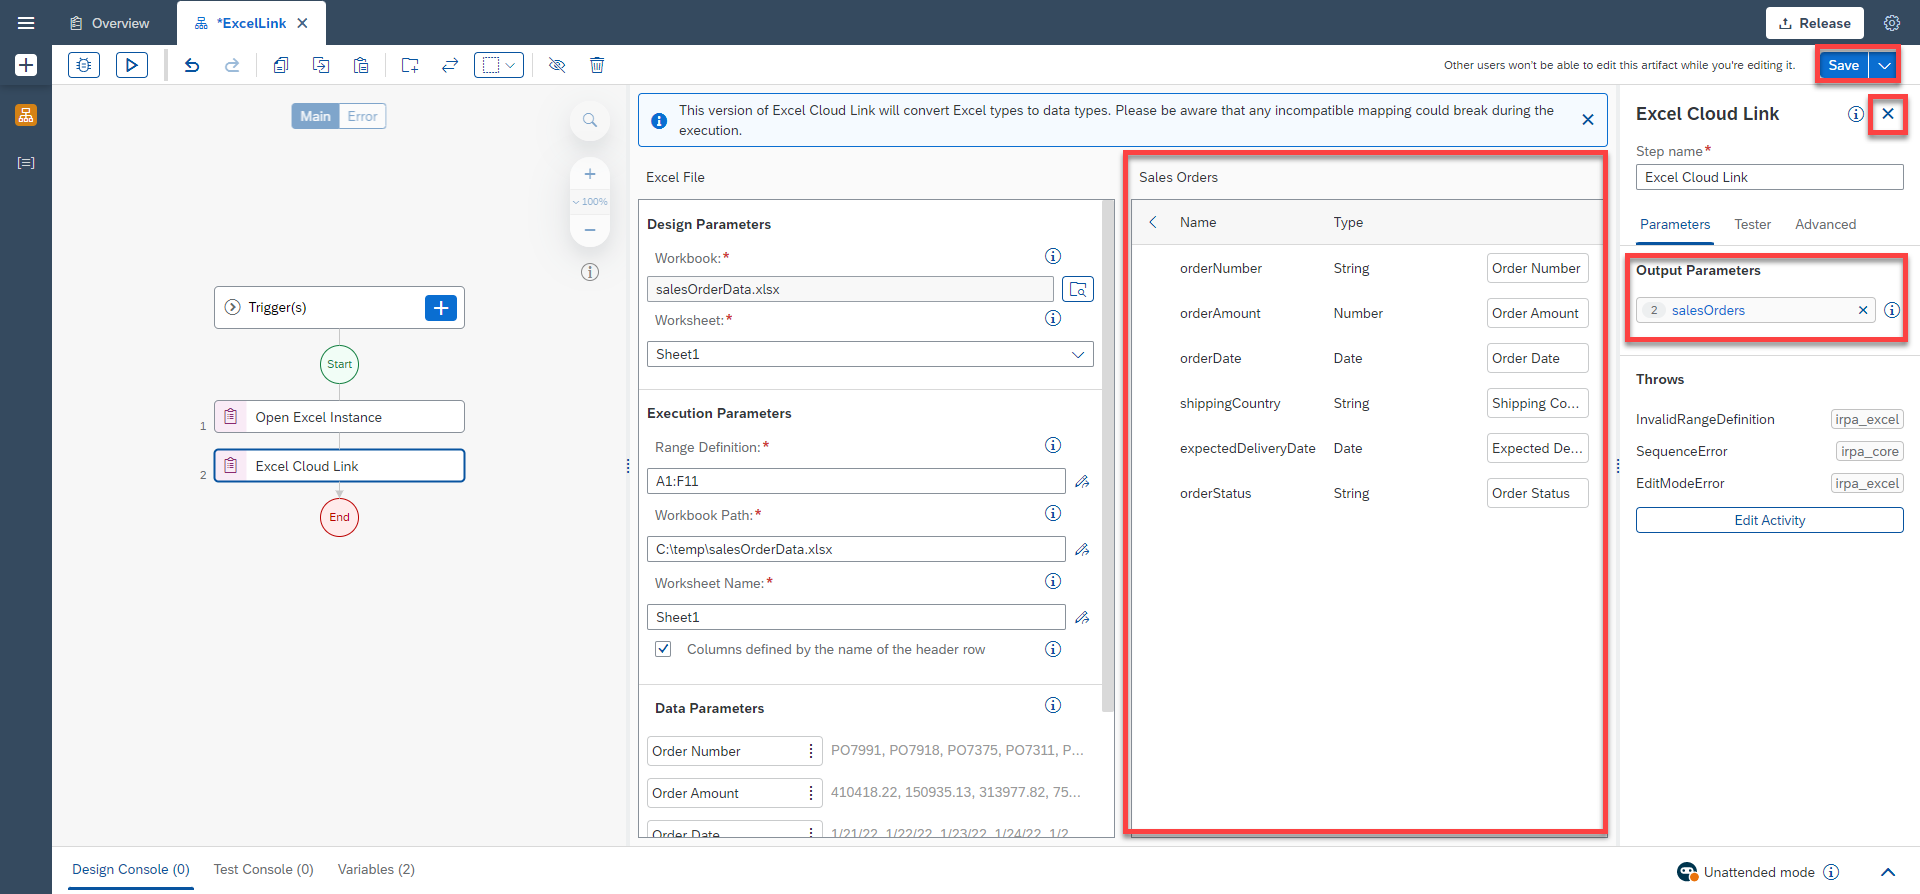 Overview
*ExcelLink
Release
Other users won't be able to edit this artifact while you're editing it.
Save
Main
Error
100%
Trigger(s)
Start
1
Open Excel Instance
2
Excel Cloud Link
End
This version of Excel Cloud Link will convert Excel types to data types. Please be aware that any incompatible mapping could break during the
execution.
Excel File
Design Parameters
Workbook:*
salesOrderData.xlsx
Worksheet:*
Sheet1
Execution Parameters
Range Definition:*
A1:F11
Workbook Path:*
C:\temp\salesOrderData.xlsx
Worksheet Name:*
Sheet1
Columns defined by the name of the header row
Data Parameters
Order Number
PO7991, PO7918, PO7375, PO7311, P...
Order Amount
410418.22, 150935.13, 313977.82, 75...
Order Date
1/21/22, 1/22/22, 1/23/22, 1/24/22, 1/2
Sales Orders
Name Type
orderNumber String Order Number
orderAmount Number Order Amount
orderDate Date Order Date
shippingCountry String Shipping Co...
expectedDeliveryDate Date Expected De...
orderStatus String Order Status
Excel Cloud Link
Step name*
Excel Cloud Link
Parameters Tester Advanced
Output Parameters
2 salesOrders
Throws
InvalidRangeDefinition irpa_excel
SequenceError irpa_core
EditModeError irpa_excel
Edit Activity
Design Console (0) Test Console (0) Variables (2)
Unattended mode